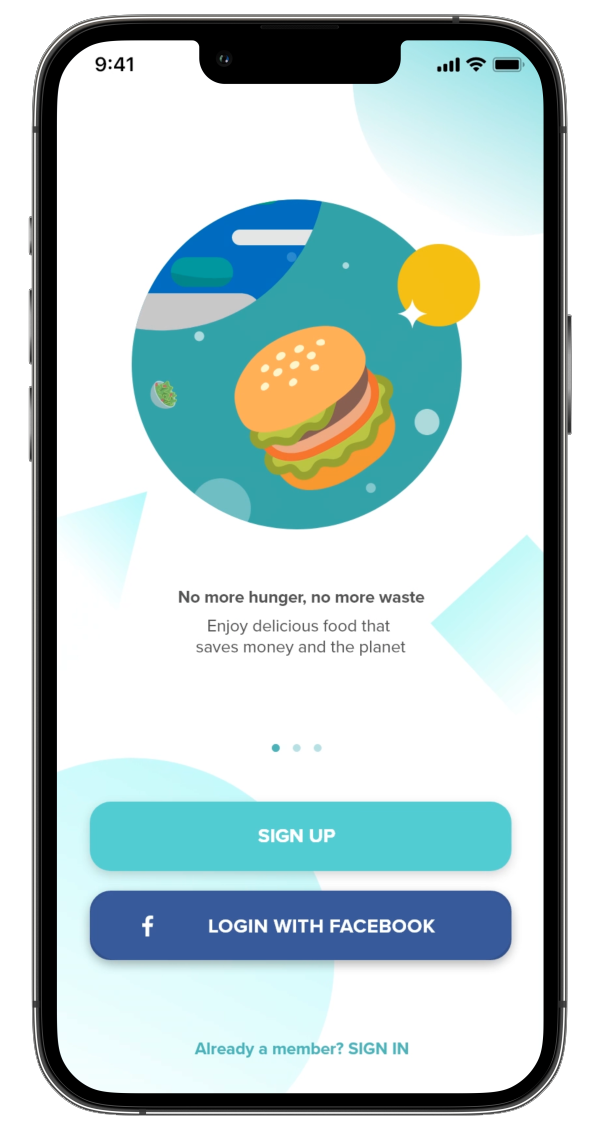 9:41
No more hunger, no more waste
Enjoy delicious food that
saves money and the planet
SIGN UP
LOGIN WITH FACEBOOK
Already a member? SIGN IN